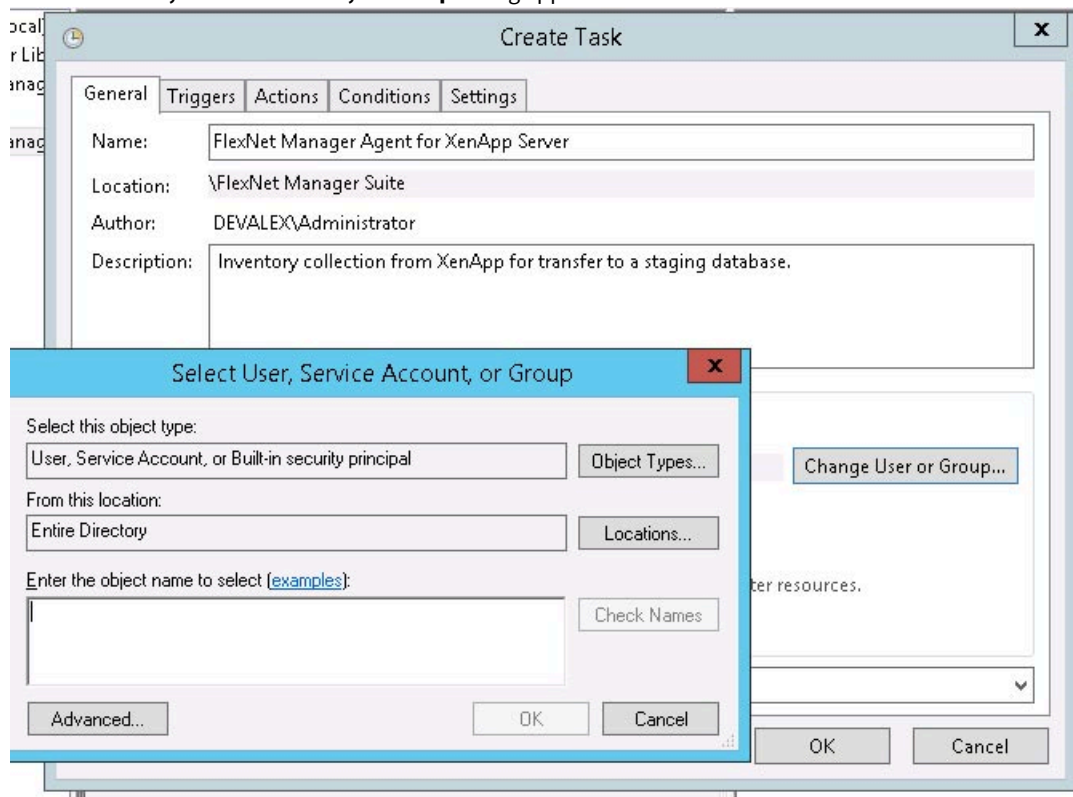 ocal)
Create Task
x
r Lib
anag
General Triggers Actions Conditions Settings
anag
Name: FlexNet Manager Agent for XenApp Server
Location: \FlexNet Manager Suite
Author: DEVALEX\Administrator
Description: Inventory collection from XenApp for transfer to a staging database.
Select User, Service Account, or Group
x
Select this object type:
User, Service Account, or Built-in security principal
Object Types...
Change User or Group...
From this location:
Entire Directory
Locations...
Enter the object name to select (examples):
ter resources.
Check Names
Advanced...
OK
Cancel
OK
Cancel